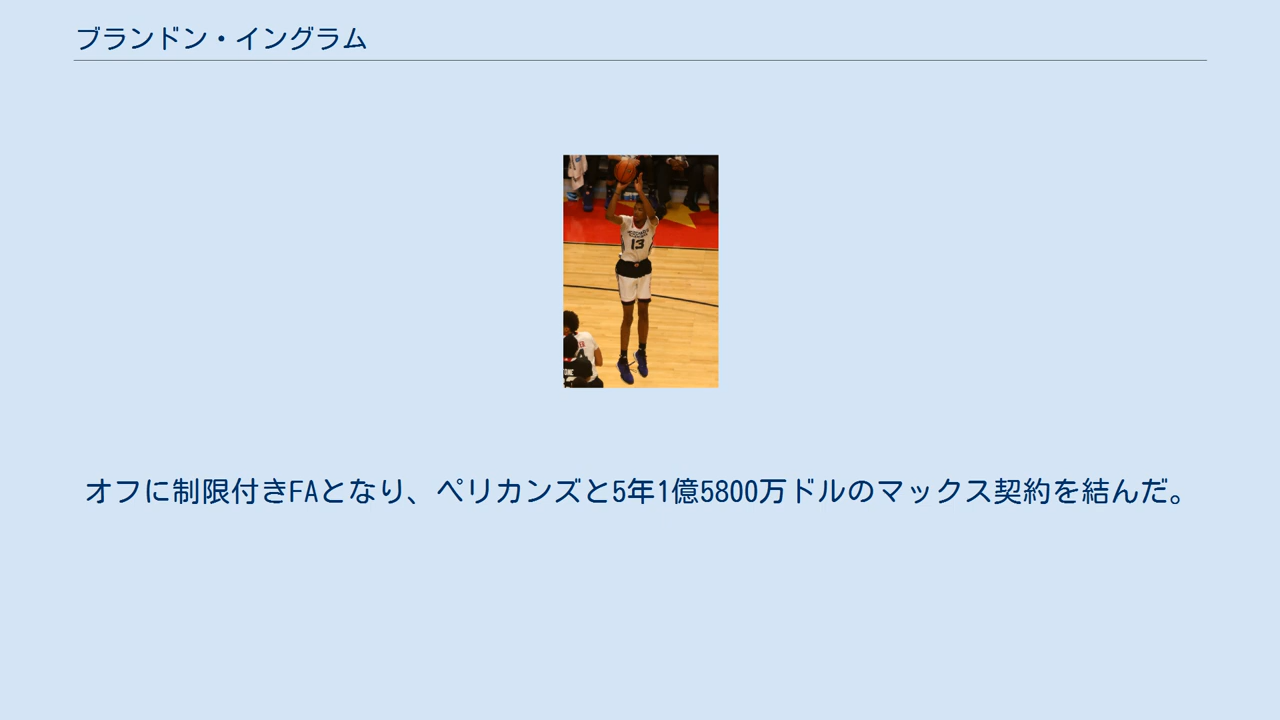 ブランドン・イングラム
13
オフに制限付きFAとなり、ペリカンズと5年1億5800万ドルのマックス契約を結んだ。